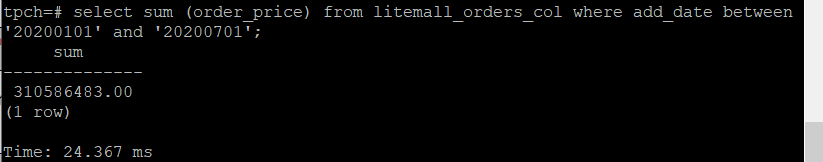 tpch=# select sum (order_price) from litemall_orders_col where add_date between
'20200101' and '20200701';
     sum
--------------
 310586483.00
(1 row)

Time: 24.367 ms